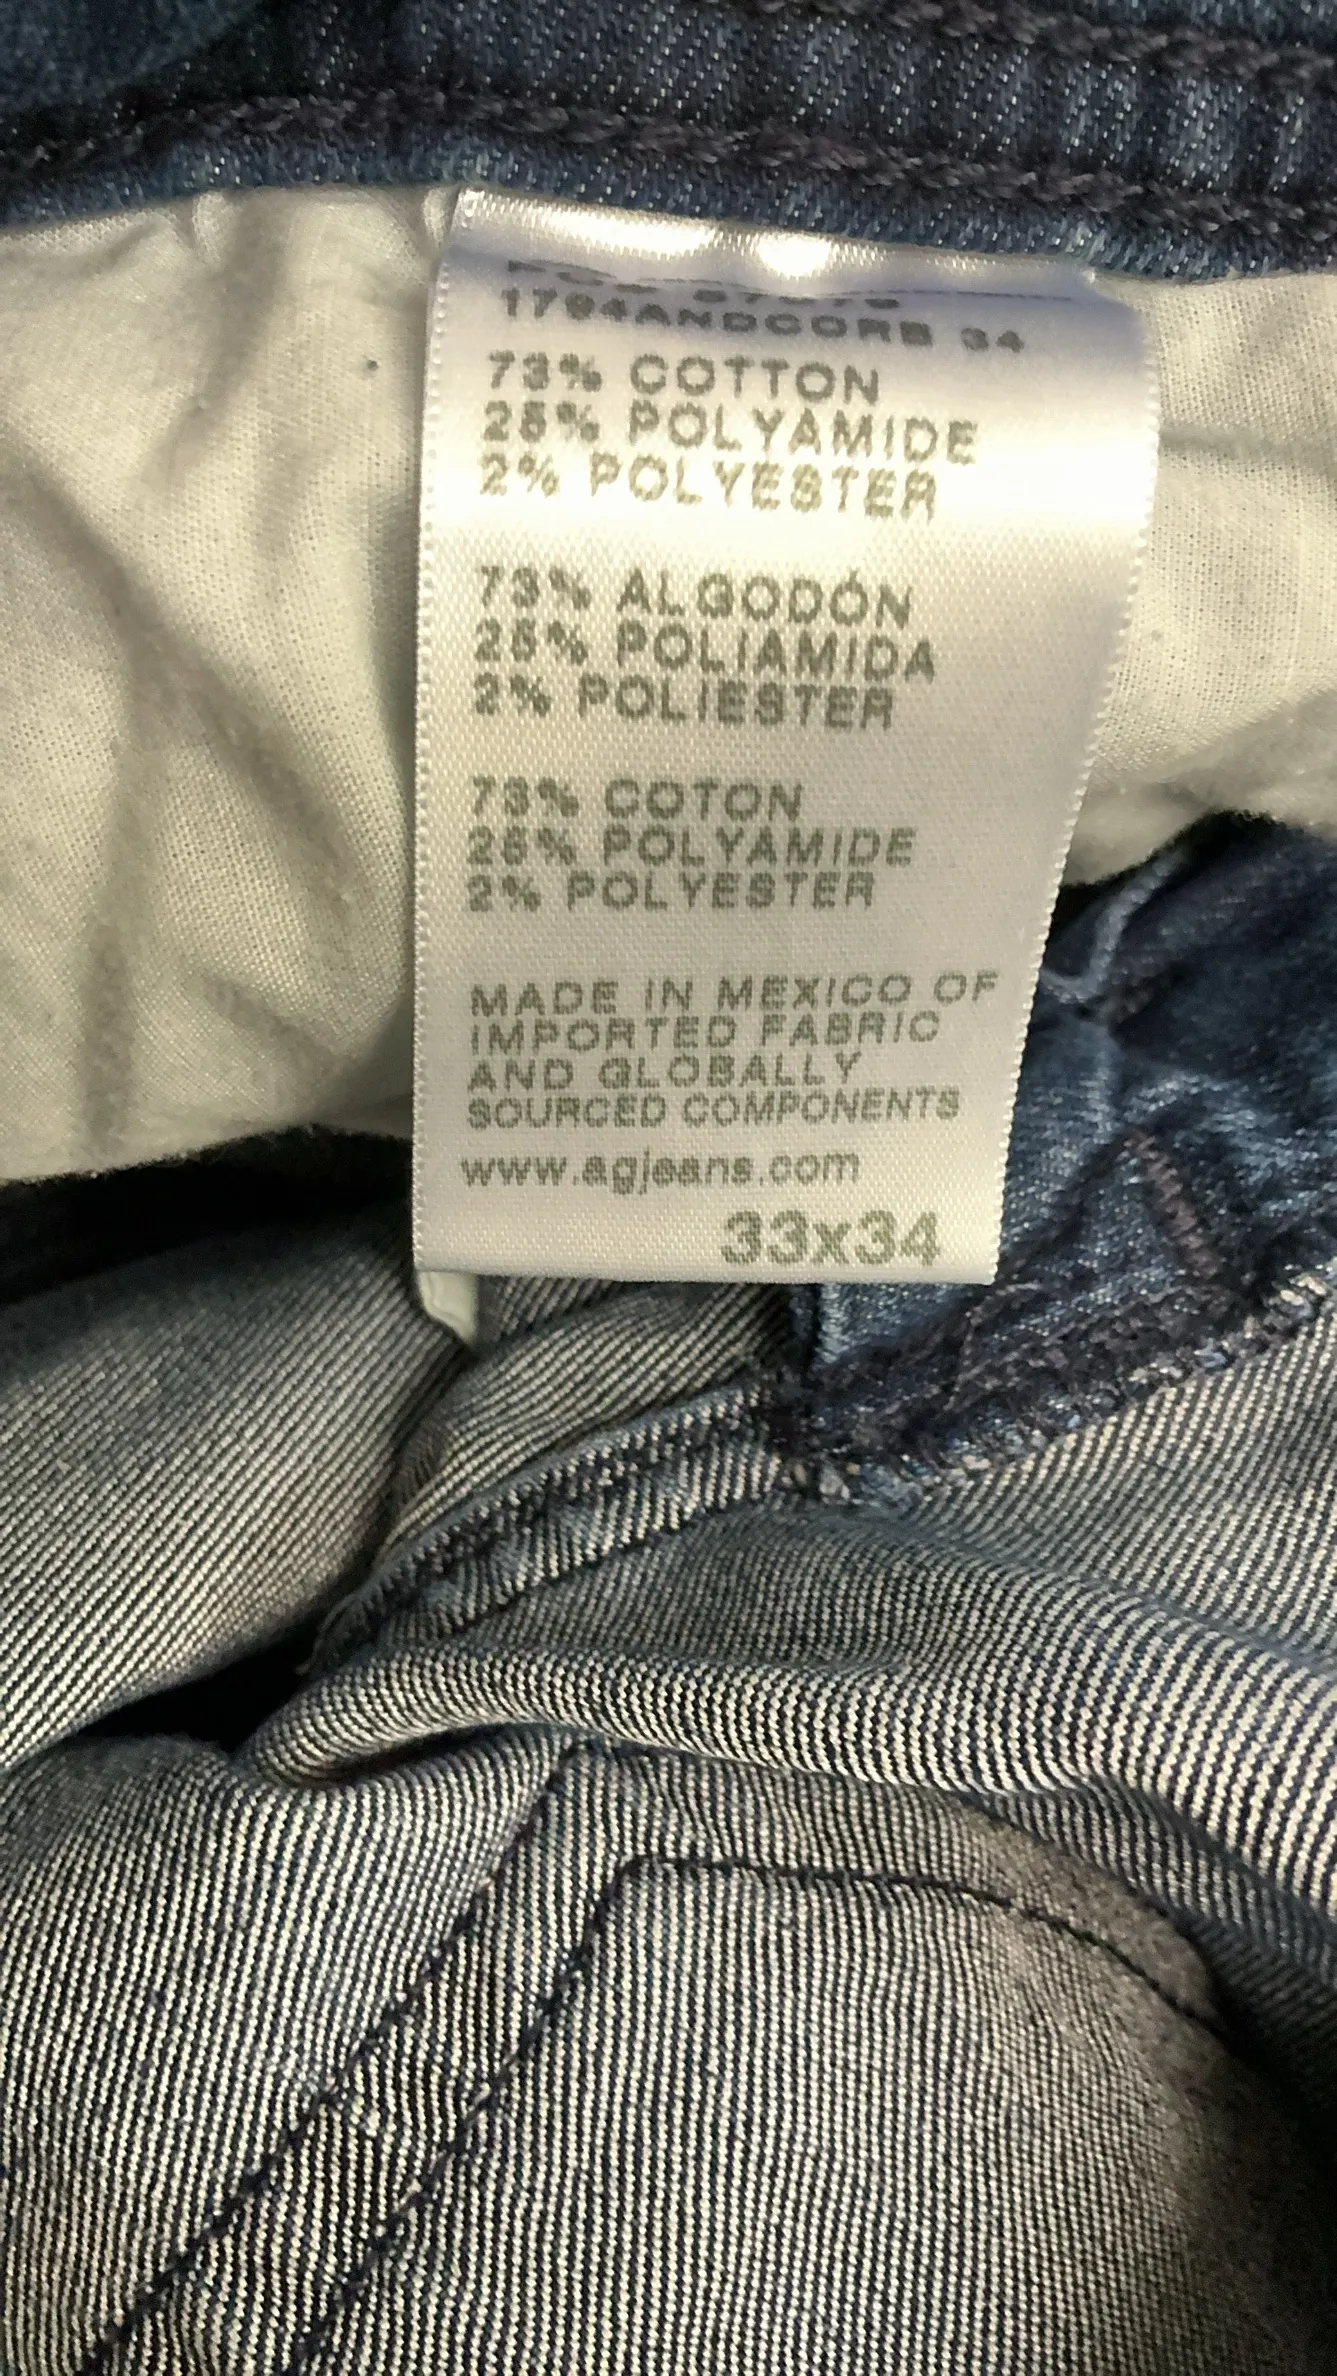 1794ANDCORB 34
73% COTTON
25% POLYAMIDE
2% POLYESTER
73% ALGODÓN
25% POLIAMIDA
2% POLIESTER
73% COTON
25% POLYAMIDE
2% POLYESTER
MADE IN MEXICO OF
IMPORTED FABRIC
AND GLOBALLY
SOURCED COMPONENTS
www.agjeans.com
33x34